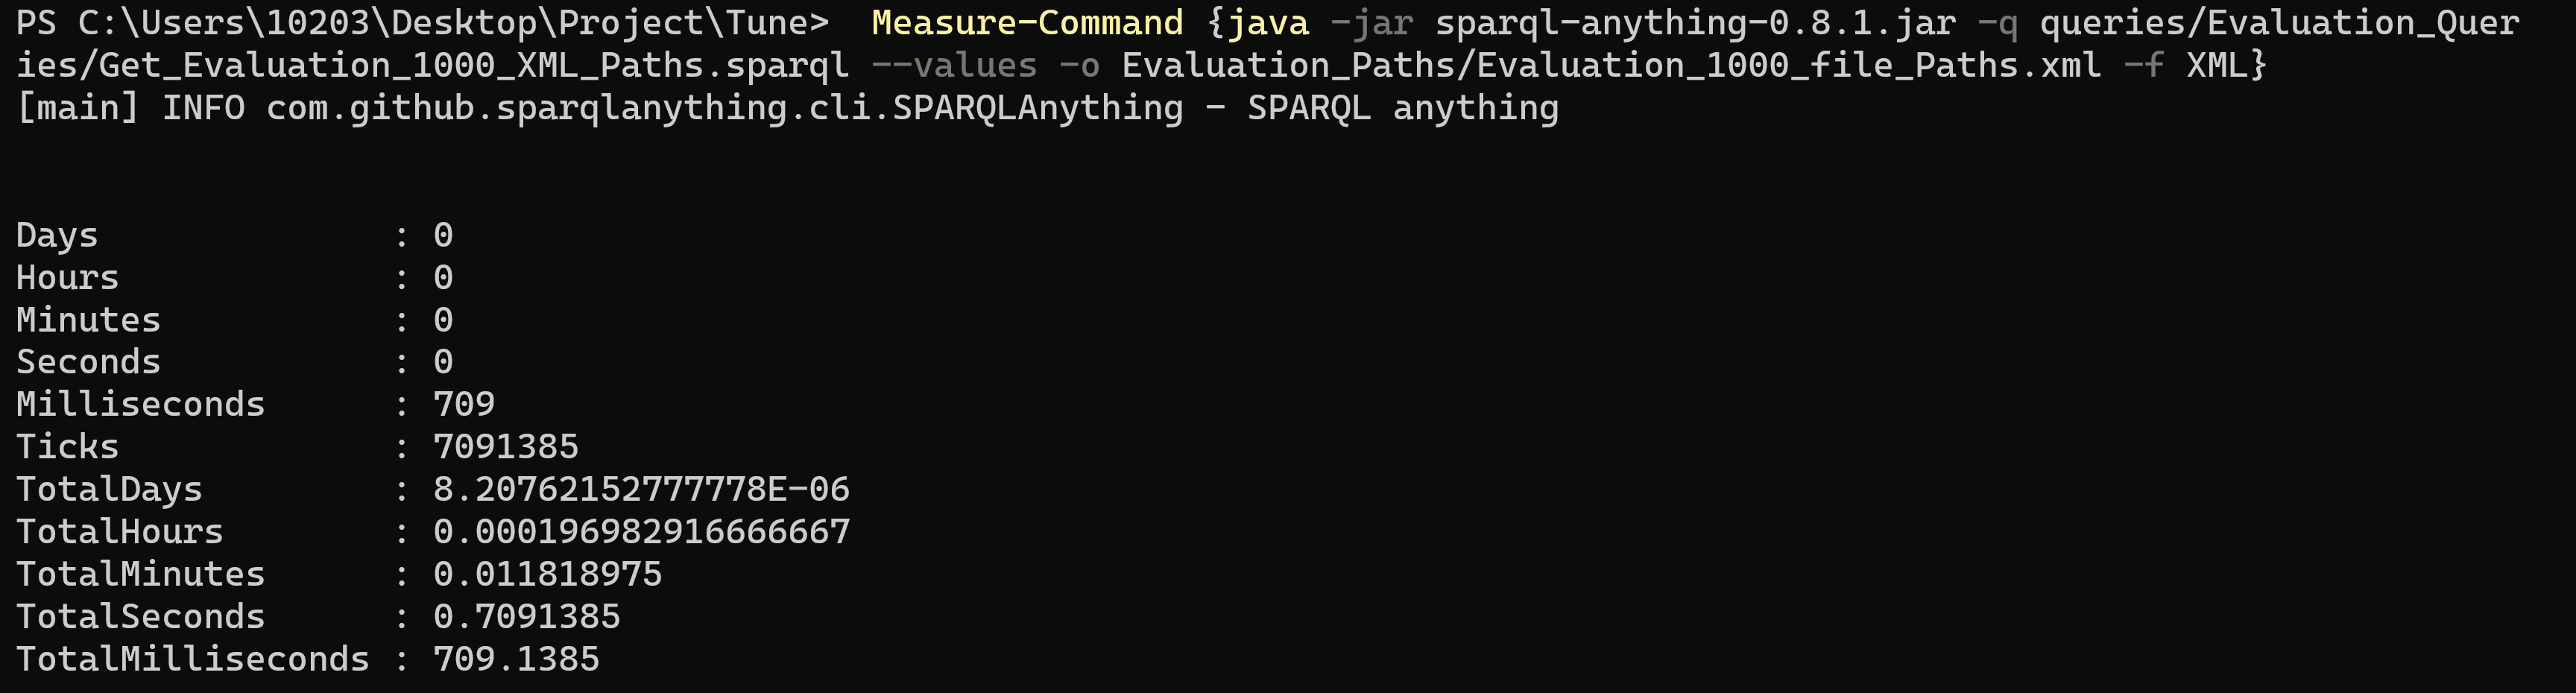 PS C:\Users\10203\Desktop\Project\Tune>  Measure-Command {java -jar sparql-anything-0.8.1.jar -q queries/Evaluation_Quer
ies/Get_Evaluation_1000_XML_Paths.sparql --values -o Evaluation_Paths/Evaluation_1000_file_Paths.xml -f XML}
[main] INFO com.github.sparqlanything.cli.SPARQLAnything - SPARQL anything
Days              : 0
Hours             : 0
Minutes           : 0
Seconds           : 0
Milliseconds      : 709
Ticks             : 7091385
TotalDays         : 8.20762152777778E-06
TotalHours        : 0.000196982916666667
TotalMinutes      : 0.011818975
TotalSeconds      : 0.7091385
TotalMilliseconds : 709.1385